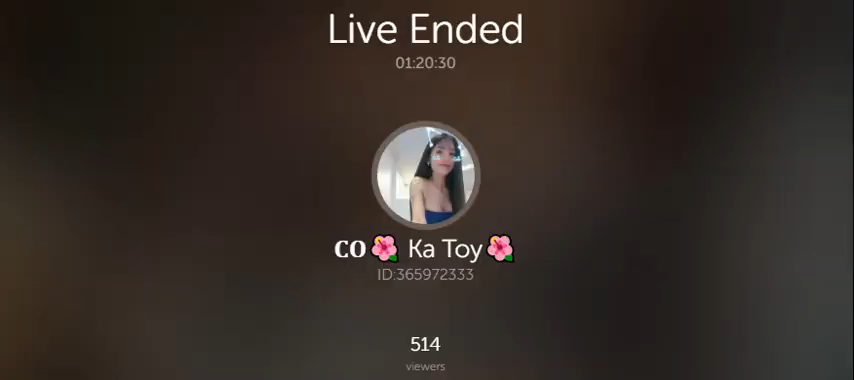 Live Ended
01:20:30
CO🌺 Ka Toy🌺
ID:365972333
514
viewers